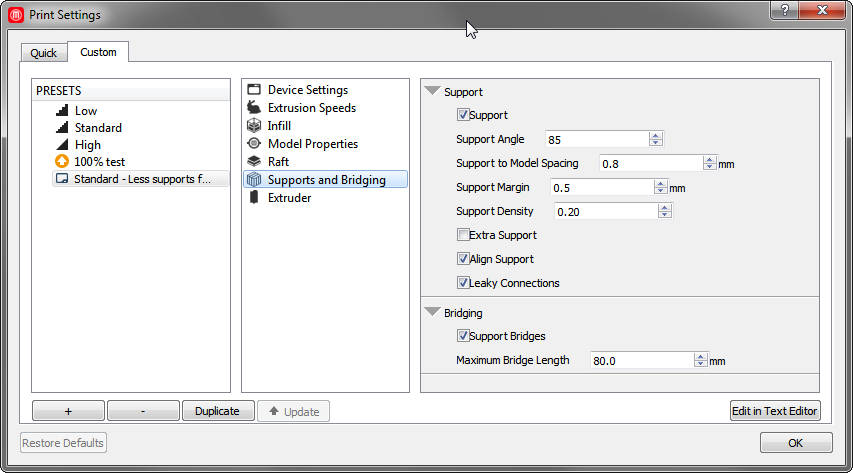 Print Settings
?
Quick
Custom
PRESETS
Low
Standard
High
100% test
Standard - Less supports f...
Device Settings
Extrusion Speeds
Infill
Model Properties
Raft
Supports and Bridging
Extruder
Support
Support
Support Angle 85
Support to Model Spacing 0.8 mm
Support Margin 0.5 mm
Support Density 0.20
Extra Support
Align Support
Leaky Connections
Bridging
Support Bridges
Maximum Bridge Length 80.0 mm
+ - Duplicate Update Edit in Text Editor
Restore Defaults OK